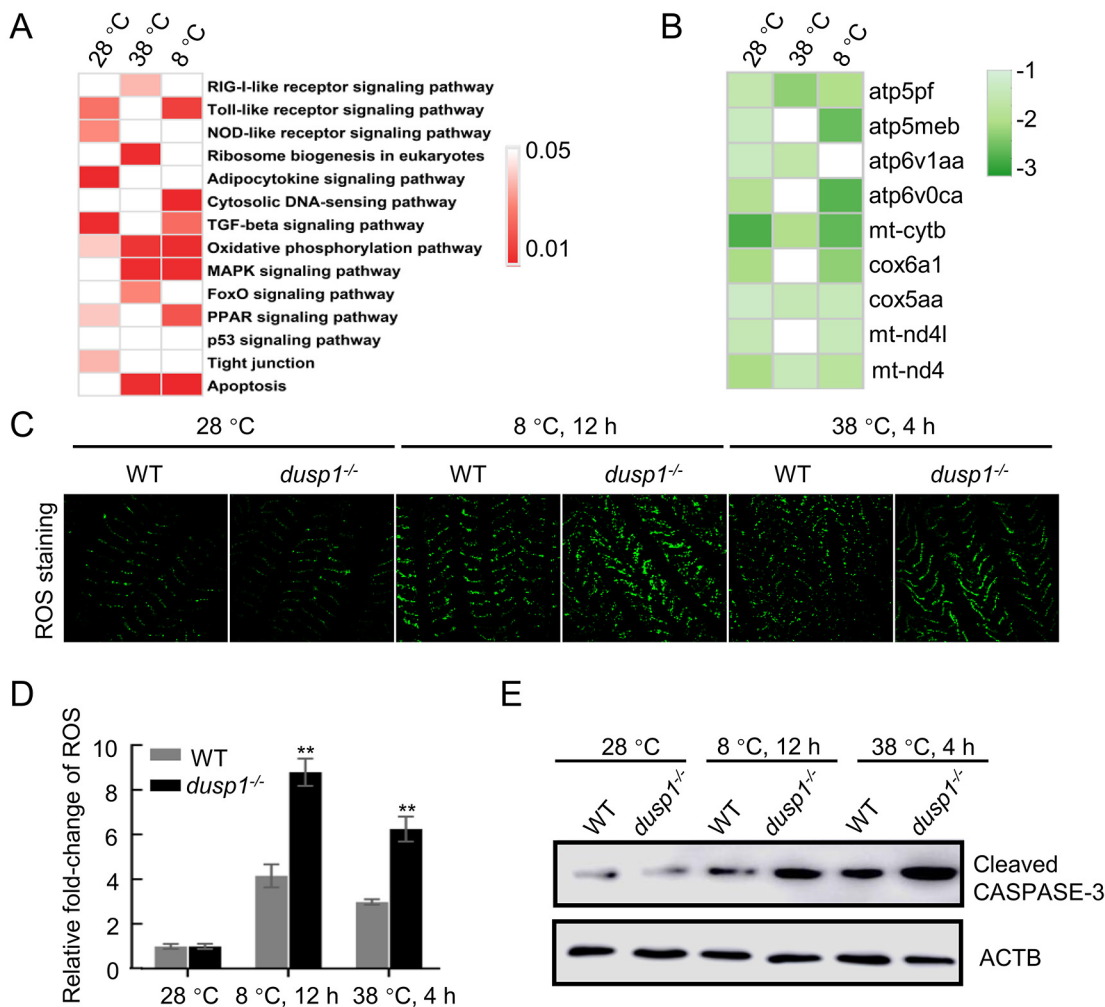 A
28 °C
38 °C
8 °C
RIG-I-like receptor signaling pathway
Toll-like receptor signaling pathway
NOD-like receptor signaling pathway
Ribosome biogenesis in eukaryotes
Adipocytokine signaling pathway
Cytosolic DNA-sensing pathway
TGF-beta signaling pathway
Oxidative phosphorylation pathway
MAPK signaling pathway
FoxO signaling pathway
PPAR signaling pathway
p53 signaling pathway
Tight junction
Apoptosis
0.05
0.01
B
28 °C
38 °C
8 °C
atp5pf
atp5meb
atp6v1aa
atp6v0ca
mt-cytb
cox6a1
cox5aa
mt-nd4l
mt-nd4
-1
-2
-3
C
28 °C
8 °C, 12 h
38 °C, 4 h
WT
dusp1-/-
WT
dusp1-/-
WT
dusp1-/-
ROS staining
D
Relative fold-change of ROS
10
8
6
4
2
0
WT
dusp1-/-
**
**
28 °C
8 °C, 12 h
38 °C, 4 h
E
28 °C
8 °C, 12 h
38 °C, 4 h
WT
dusp1-/-
WT
dusp1-/-
WT
dusp1-/-
Cleaved
CASPASE-3
ACTB